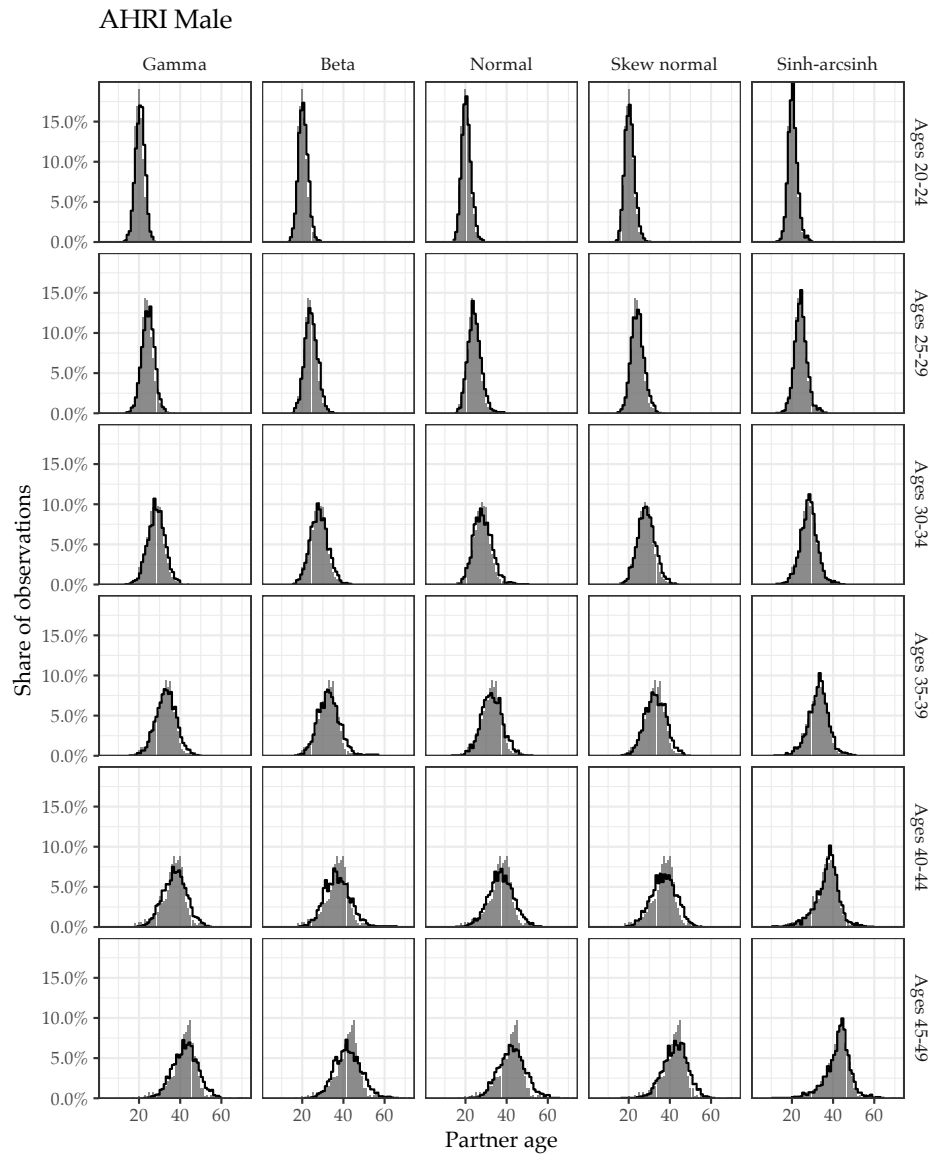 AHRI Male
Gamma Beta Normal Skew normal Sinh-arcsinh
15.0%
10.0%
5.0%
0.0%
Ages 20-24
15.0%
10.0%
5.0%
0.0%
Ages 25-29
15.0%
10.0%
5.0%
0.0%
Ages 30-34
15.0%
10.0%
5.0%
0.0%
Ages 35-39
15.0%
10.0%
5.0%
0.0%
Ages 40-44
15.0%
10.0%
5.0%
0.0%
Ages 45-49
Share of observations
20 40 60 20 40 60 20 40 60 20 40 60 20 40 60
Partner age